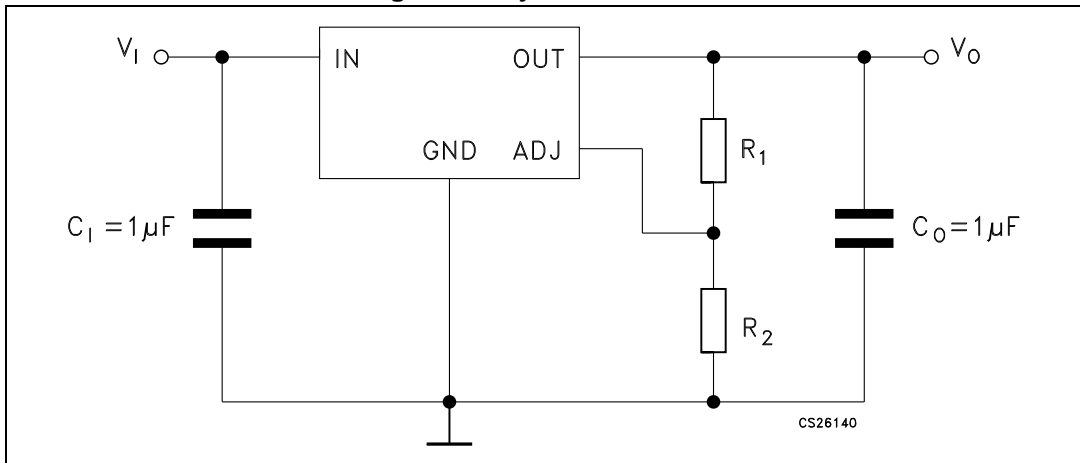 V_I
IN
OUT
V_O
GND
ADJ
R_1
C_I =1µF
C_O=1µF
R_2
CS26140